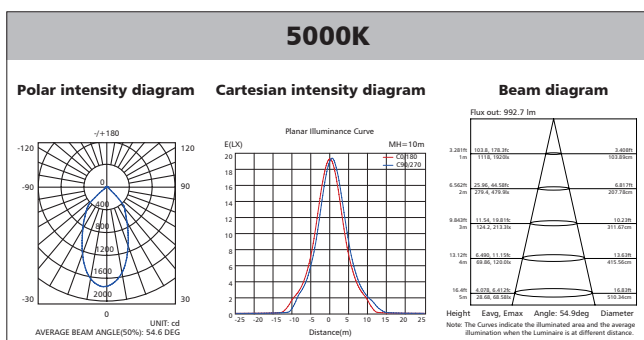 5000K
Polar intensity diagram
-/+180
-120
120
-90
90
0
400
800
1200
1600
2000
-30
30
0
UNIT: cd
AVERAGE BEAM ANGLE(50%): 54.6 DEG
Cartesian intensity diagram
Planar Illuminance Curve
E(LX)
MH=10m
C0/180
C90/270
20
18
16
14
12
10
8
6
4
2
0
-25 -20 -15 -10 -5 0 5 10 15 20 25
Distance(m)
Beam diagram
Flux out: 992.7 lm
3.281ft 103.8, 178.3fc 3.408ft
1m 1118, 1920lx 103.89cm
6.562ft 25.96, 44.58fc 6.817ft
2m 279.4, 479.9lx 207.78cm
9.843ft 11.54, 19.81fc 10.23ft
3m 124.2, 213.3lx 311.67cm
13.12ft 6.490, 11.15fc 13.63ft
4m 69.86, 120.0lx 415.56cm
16.4ft 4.078, 6.412fc 16.83ft
5m 28.68, 68.58lx 510.34cm
Height Eavg, Emax Angle: 54.9deg Diameter
Note: The Curves indicate the illuminated area and the average
illumination when the Luminaire is at different distance.